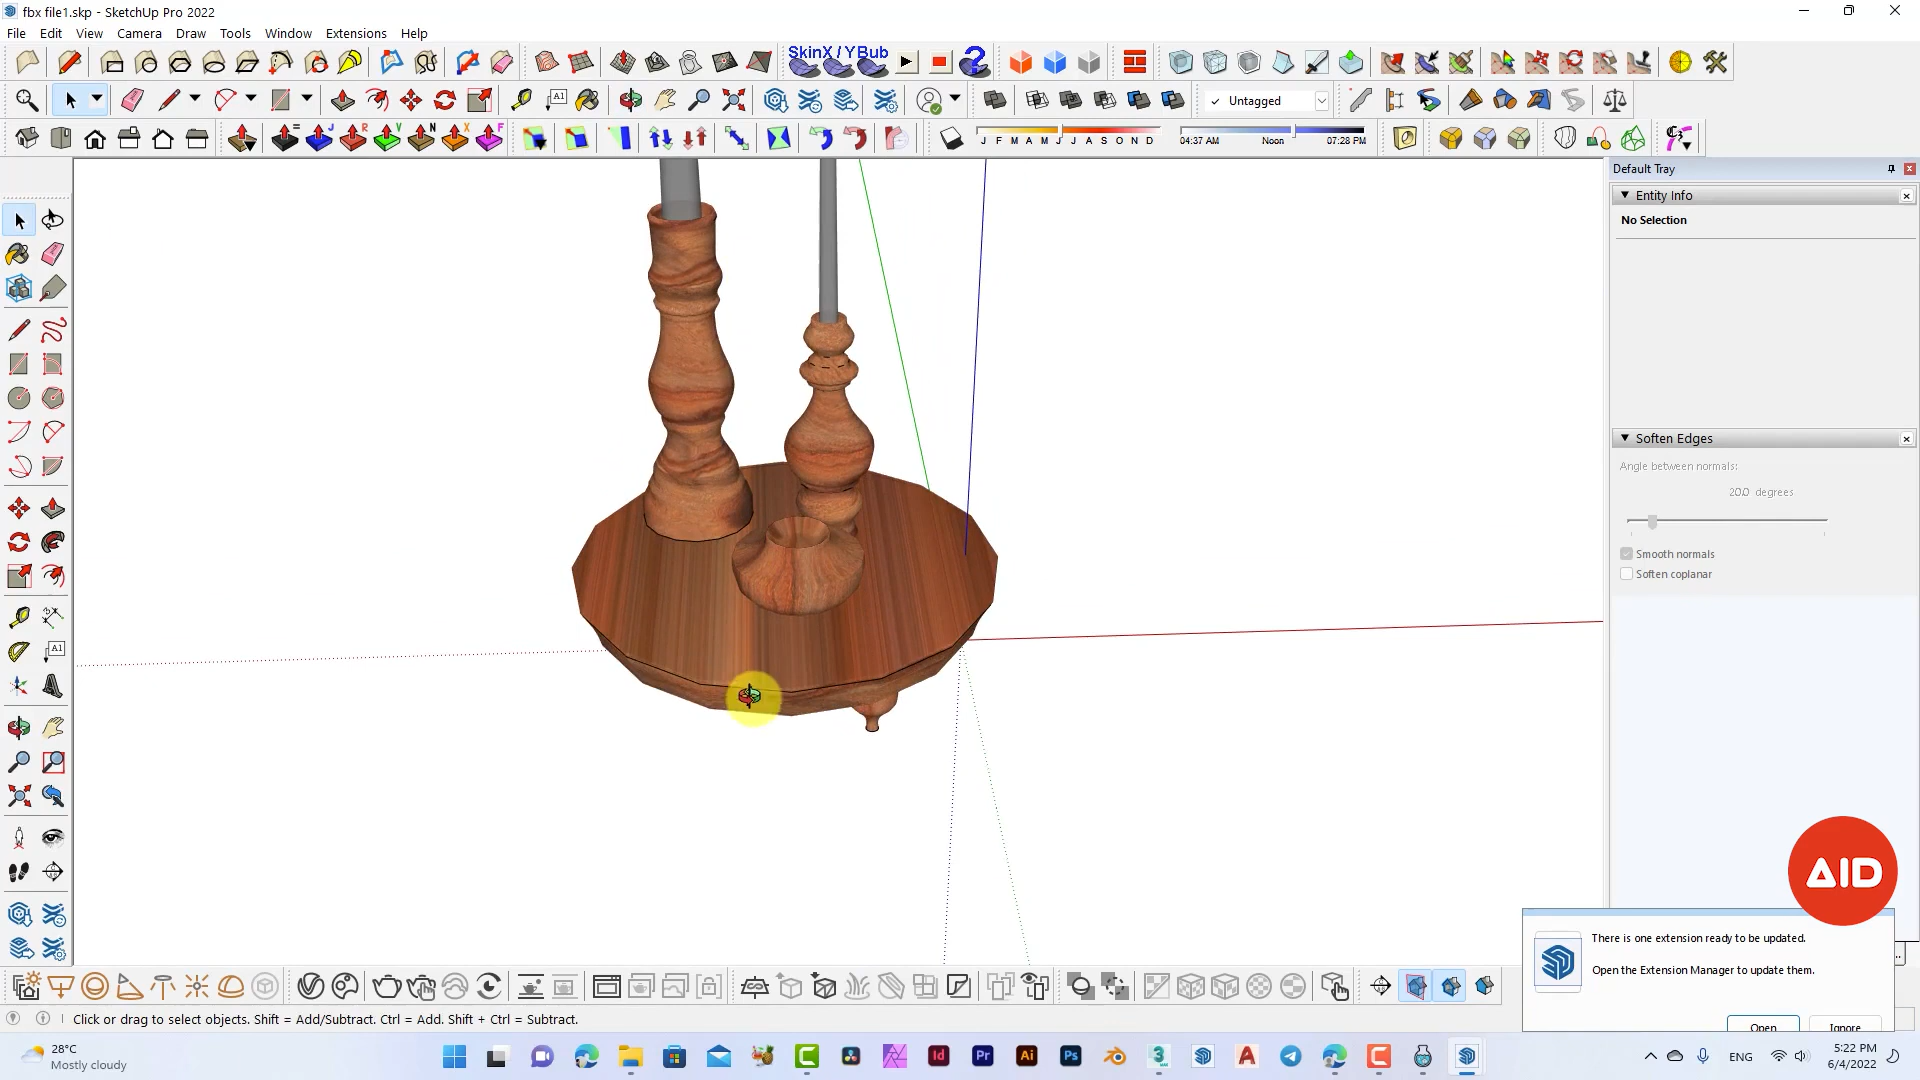 fbx file1.skp - SketchUp Pro 2022
File Edit View Camera Draw Tools Window Extensions Help
SkinX / YBub
Untagged
J F M A M J J A S O N D
04:37 AM Noon 07:28 PM
Default Tray
Entity Info
No Selection
Soften Edges
Angle between normals:
20.0 degrees
Smooth normals
Soften coplanar
AID
There is one extension ready to be updated.
Open the Extension Manager to update them.
Open Ignore
Click or drag to select objects. Shift = Add/Subtract. Ctrl = Add. Shift + Ctrl = Subtract.
28°C
Mostly cloudy
Id Pr Ai Ps
ENG
5:22 PM
6/4/2022